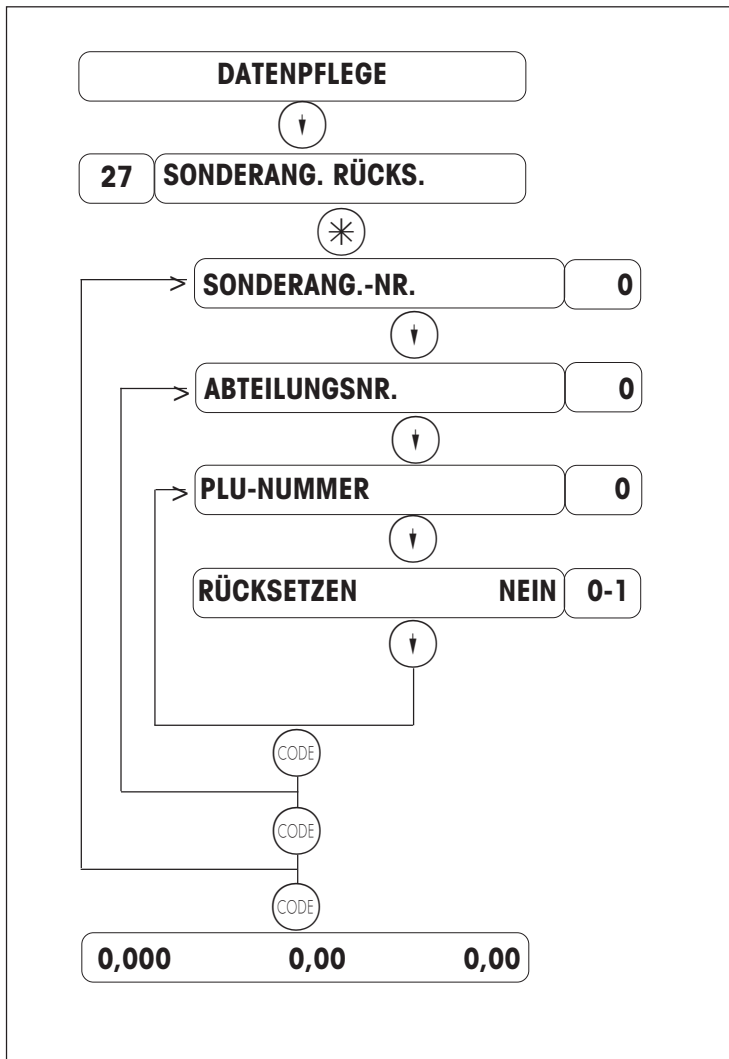 DATENPFLEGE
27 SONDERANG. RÜCKS.
SONDERANG.-NR. 0
ABTEILUNGSNR. 0
PLU-NUMMER 0
RÜCKSETZEN NEIN 0-1
CODE
CODE
CODE
0,000 0,00 0,00